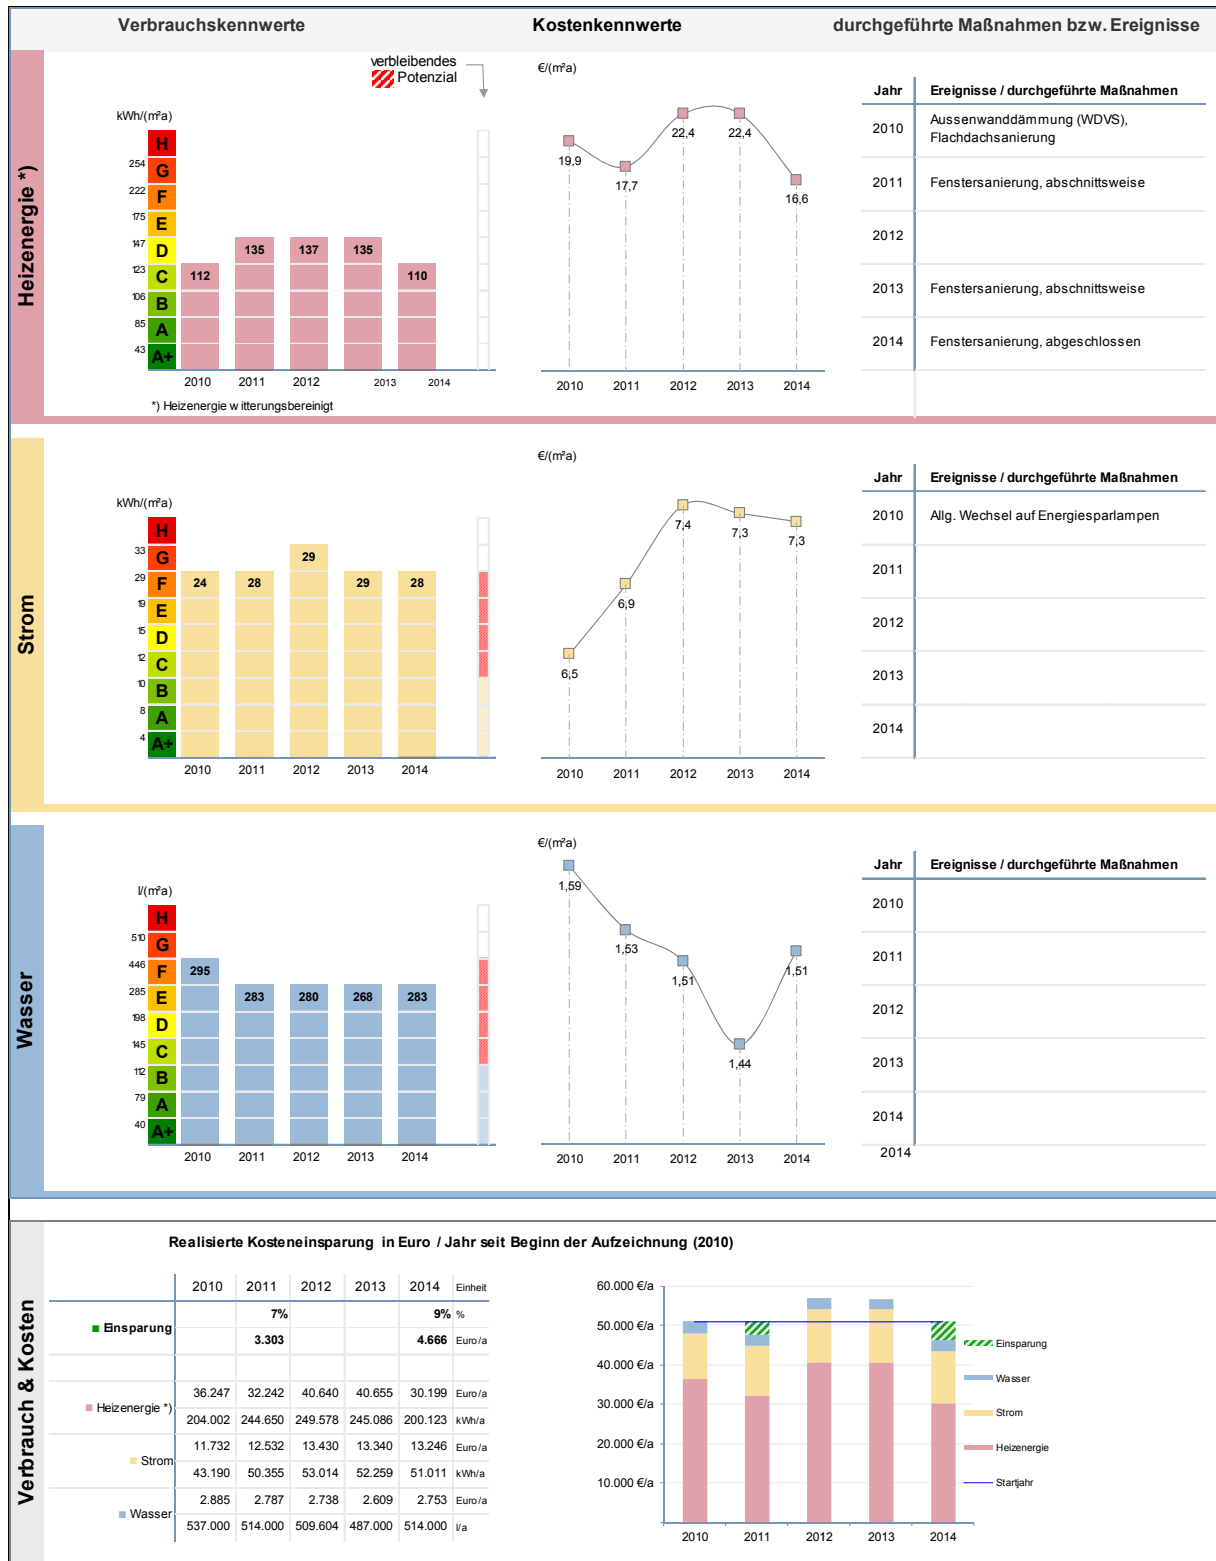 Verbrauchskennwerte
Kostenkennwerte
durchgeführte Maßnahmen bzw. Ereignisse
Heizenergie *)
verbleibendes
Potenzial
kWh/(m²a)
H
254
G
222
F
175
E
147
D
123
C
106
B
85
A
43
A+
112
135
137
135
110
2010
2011
2012
2013
2014
*) Heizenergie witterungsbereinigt
€/(m²a)
19,9
17,7
22,4
22,4
16,6
2010
2011
2012
2013
2014
Jahr Ereignisse / durchgeführte Maßnahmen
2010 Aussenwanddämmung (WDVS),
Flachdachsanierung
2011 Fenstersanierung, abschnittsweise
2012
2013 Fenstersanierung, abschnittsweise
2014 Fenstersanierung, abgeschlossen
Strom
kWh/(m²a)
H
33
G
29
F
19
E
15
D
12
C
10
B
8
A
4
A+
24
28
29
29
28
2010
2011
2012
2013
2014
€/(m²a)
6,5
6,9
7,4
7,3
7,3
2010
2011
2012
2013
2014
Jahr Ereignisse / durchgeführte Maßnahmen
2010 Allg. Wechsel auf Energiesparlampen
2011
2012
2013
2014
Wasser
l/(m²a)
H
510
G
446
F
285
E
198
D
145
C
112
B
79
A
40
A+
295
283
280
268
283
2010
2011
2012
2013
2014
€/(m²a)
1,59
1,53
1,51
1,44
1,51
2010
2011
2012
2013
2014
Jahr Ereignisse / durchgeführte Maßnahmen
2010
2011
2012
2013
2014
2014
Verbrauch & Kosten
Realisierte Kosteneinsparung in Euro / Jahr seit Beginn der Aufzeichnung (2010)
2010 2011 2012 2013 2014 Einheit
Einsparung
7% 9% %
3.303 4.666 Euro/a
Heizenergie *)
36.247 32.242 40.640 40.655 30.199 Euro/a
204.002 244.650 249.578 245.086 200.123 kWh/a
Strom
11.732 12.532 13.430 13.340 13.246 Euro/a
43.190 50.355 53.014 52.259 51.011 kWh/a
Wasser
2.885 2.787 2.738 2.609 2.753 Euro/a
537.000 514.000 509.604 487.000 514.000 l/a
60.000 €/a
50.000 €/a
40.000 €/a
30.000 €/a
20.000 €/a
10.000 €/a
2010
2011
2012
2013
2014
Einsparung
Wasser
Strom
Heizenergie
Startjahr